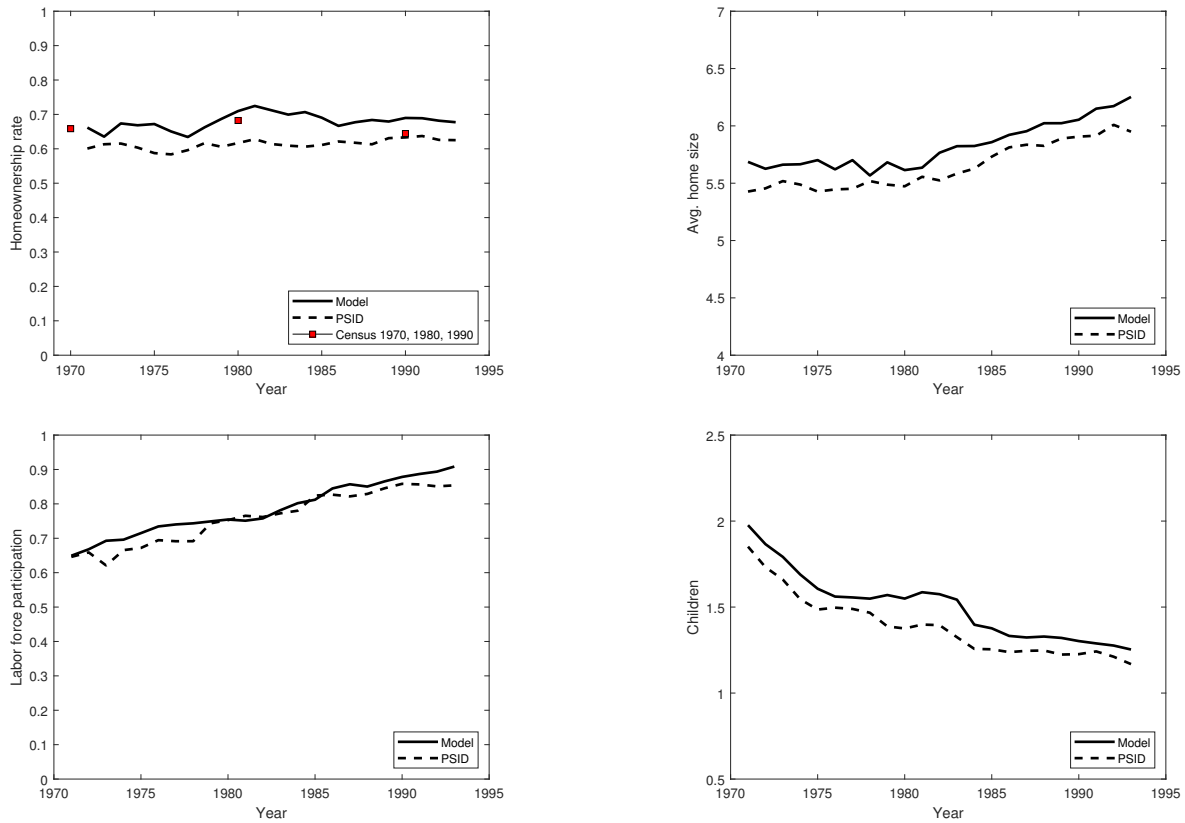 1
0.9
0.8
0.7
0.6
0.5
0.4
0.3
0.2
0.1
0
Homeownership rate
Model
PSID
Census 1970, 1980, 1990
1970 1975 1980 1985 1990 1995
Year
7
6.5
6
5.5
5
4.5
4
Avg. home size
Model
PSID
1970 1975 1980 1985 1990 1995
Year
1
0.9
0.8
0.7
0.6
0.5
0.4
0.3
0.2
0.1
0
Labor force participation
Model
PSID
1970 1975 1980 1985 1990 1995
Year
2.5
2
1.5
1
0.5
Children
Model
PSID
1970 1975 1980 1985 1990 1995
Year